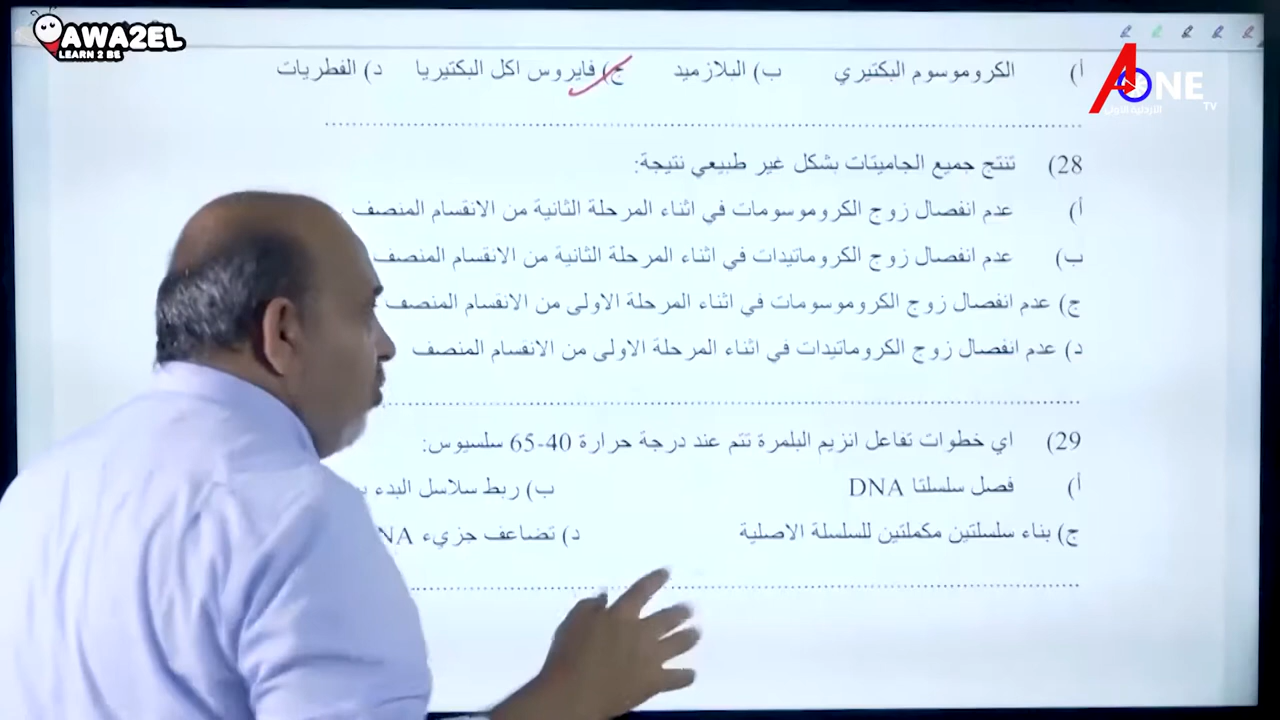 AWA2EL
LEARN 2 BE
A ONE TV
الأردنية الأولى
أ) الكروموسوم البكتيري ب) البلازميد ج) فايروس اكل البكتيريا د) الفطريات
28) تنتج جميع الجاميتات بشكل غير طبيعي نتيجة:
أ) عدم انفصال زوج الكروموسومات في اثناء المرحلة الثانية من الانقسام المنصف
ب) عدم انفصال زوج الكروماتيدات في اثناء المرحلة الثانية من الانقسام المنصف
ج) عدم انفصال زوج الكروموسومات في اثناء المرحلة الاولى من الانقسام المنصف
د) عدم انفصال زوج الكروماتيدات في اثناء المرحلة الاولى من الانقسام المنصف
29) اي خطوات تفاعل انزيم البلمرة تتم عند درجة حرارة 40-65 سلسيوس:
أ) فصل سلسلتا DNA ب) ربط سلاسل البدء
ج) بناء سلسلتين مكملتين للسلسلة الاصلية د) تضاعف جزيء NA